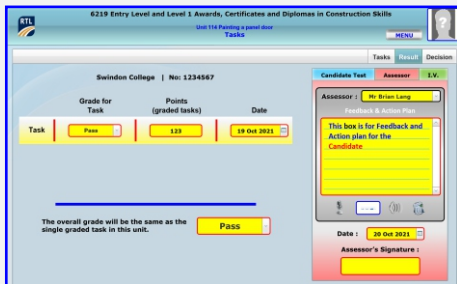 6219 Entry Level and Level 1 Awards, Certificates and Diplomas in Construction Skills
RTL
Unit 114 Painting a panel door
Tasks
MENU
?
Tasks Result Decision
Swindon College | No: 1234567
Grade for Task
Points (graded tasks)
Date
Task Pass 123 19 Oct 2021
The overall grade will be the same as the
single graded task in this unit.
Pass
Candidate Text Assessor I.V.
Assessor : Mr Brian Lang
Feedback & Action Plan
This box is for Feedback and
Action plan for the
Candidate
Date : 20 Oct 2021
Assessor's Signature :